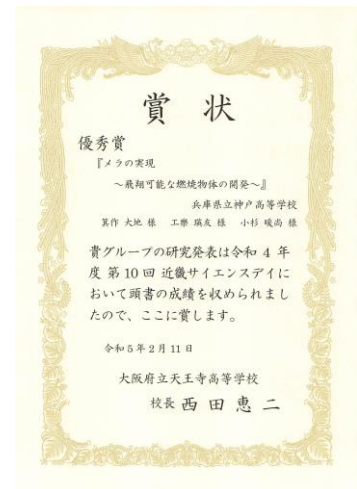 賞状
優秀賞
『メラの実現
～飛翔可能な燃焼物体の開発～』
兵庫県立神戸高等学校
箕作 大地 様 工樂 瑞友 様 小杉 暖尚 様
貴グループの研究発表は令和 4 年
度 第 10 回 近畿サイエンスデイに
おいて頭書の成績を収められまし
たので、ここに賞します。
令和 5 年 2 月 11 日
大阪府立天王寺高等学校
校長 西田恵二